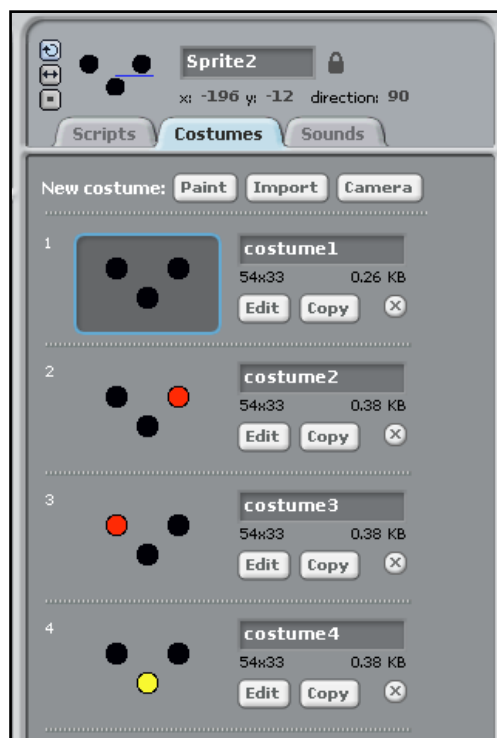 Sprite2
x: -196 y: -12 direction: 90
Scripts Costumes Sounds
New costume: Paint Import Camera
1
costume1
54x33 0.26 KB
Edit Copy
2
costume2
54x33 0.38 KB
Edit Copy
3
costume3
54x33 0.38 KB
Edit Copy
4
costume4
54x33 0.38 KB
Edit Copy